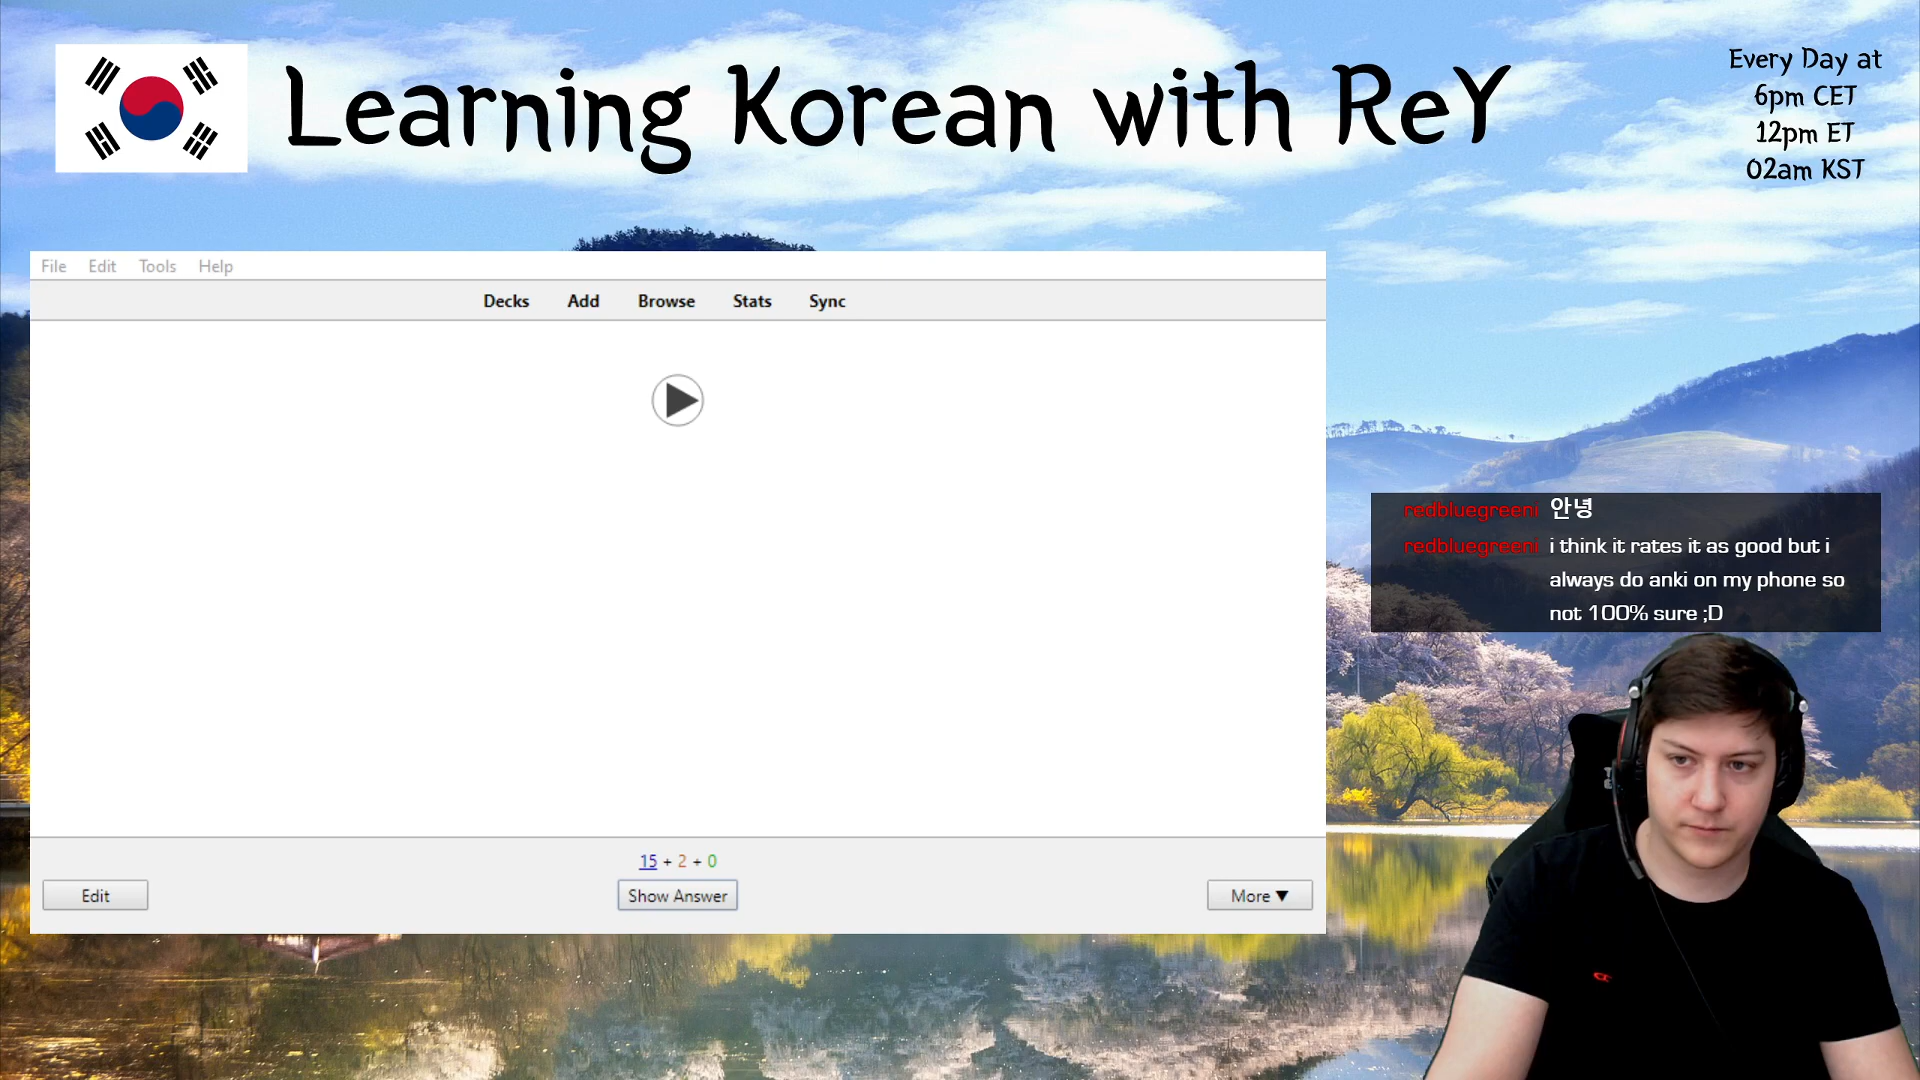 Learning Korean with ReY
Every Day at
6pm CET
12pm ET
02am KST
File Edit Tools Help
Decks Add Browse Stats Sync
redbluegreeni 안녕
redbluegreeni i think it rates it as good but i
always do anki on my phone so
not 100% sure ;D
15 + 2 + 0
Edit Show Answer More ▼